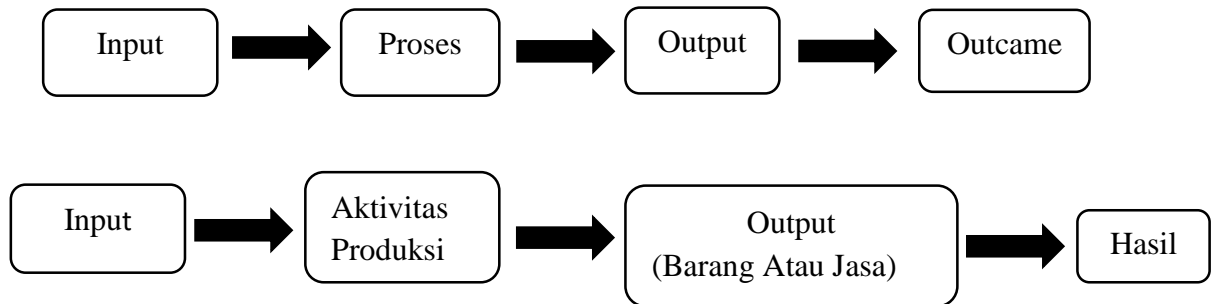 Input
Proses
Output
Outcame
Input
Aktivitas
Produksi
Output
(Barang Atau Jasa)
Hasil